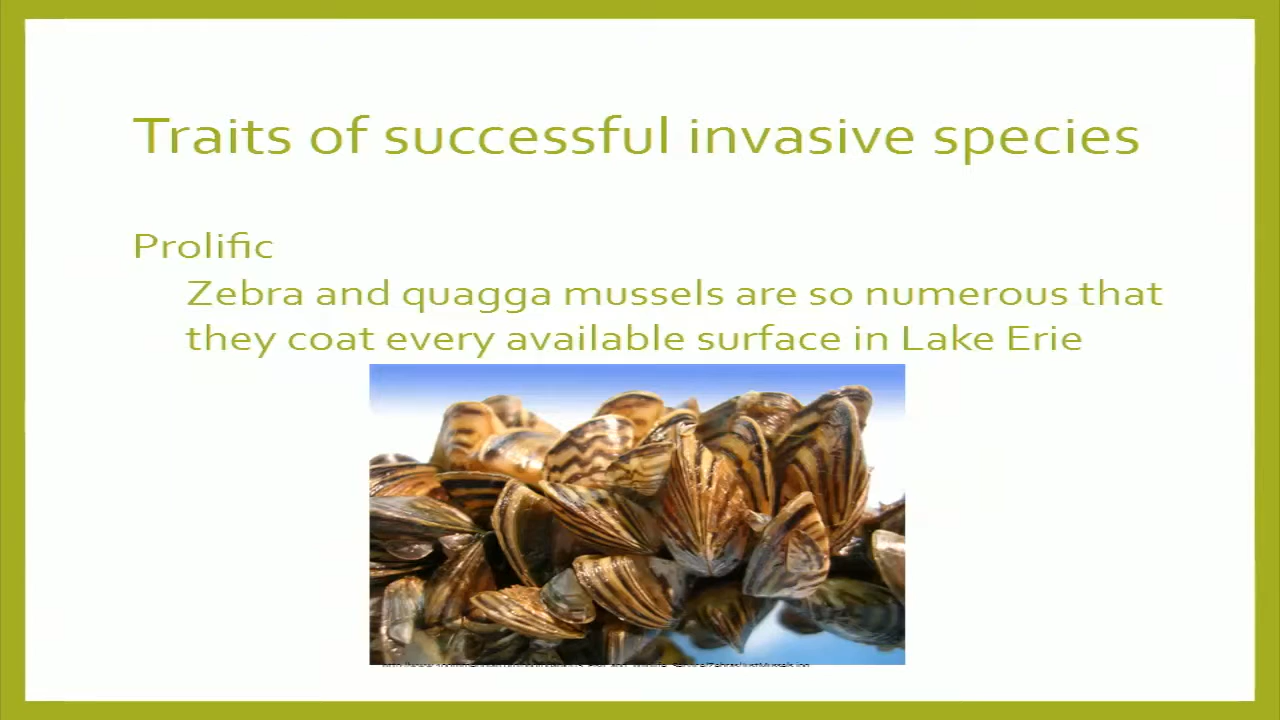 Traits of successful invasive species
Prolific
Zebra and quagga mussels are so numerous that
they coat every available surface in Lake Erie